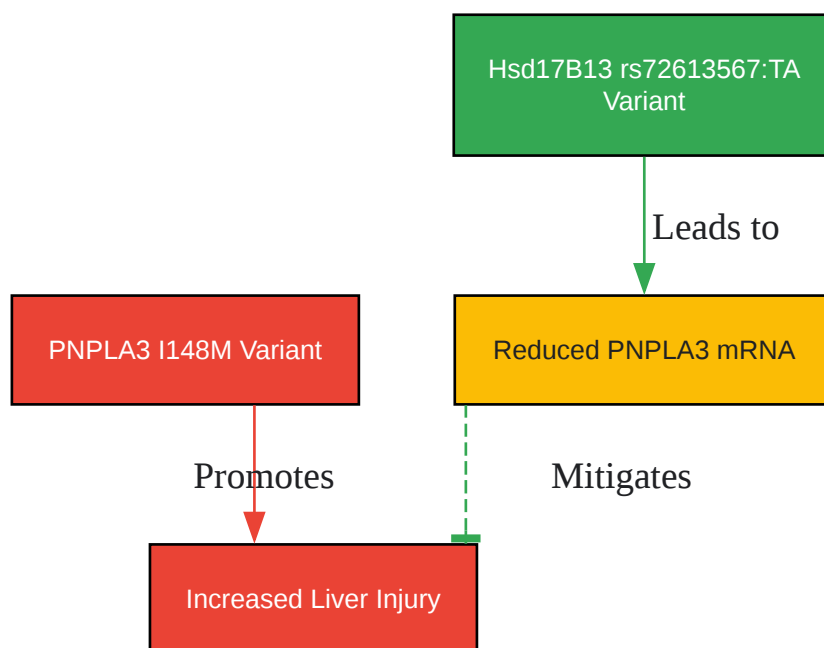 Hsd17B13 rs72613567:TA
Variant
Leads to
PNPLA3 I148M Variant
Reduced PNPLA3 mRNA
Promotes
Mitigates
Increased Liver Injury